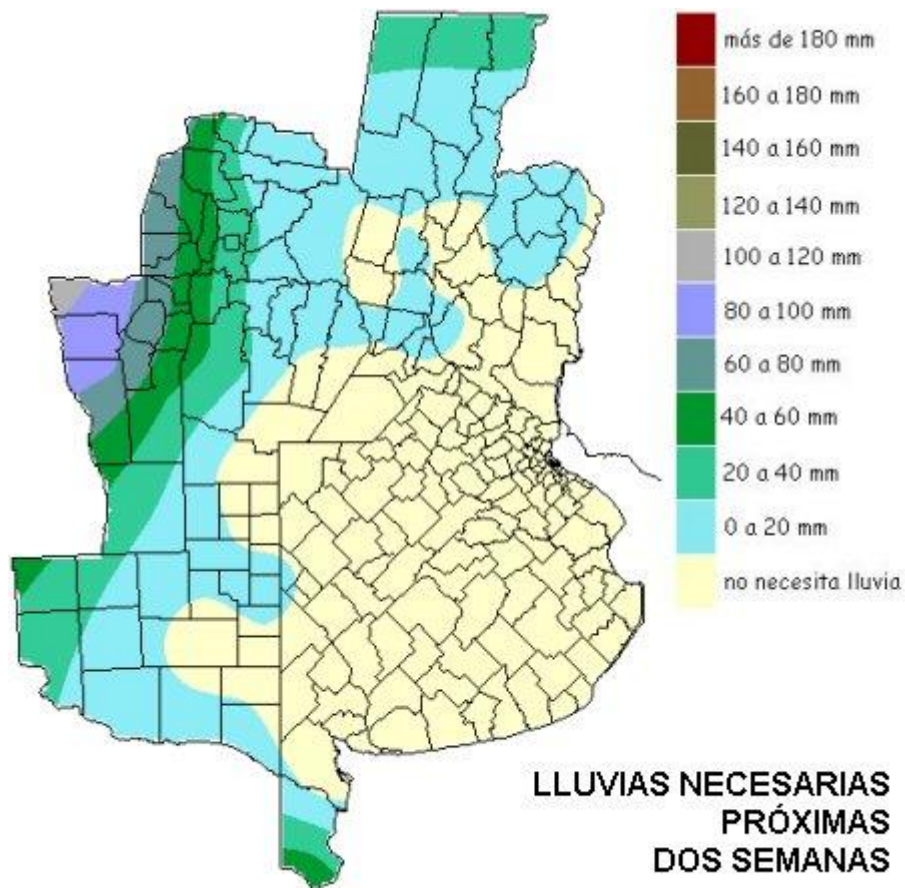 más de 180 mm
160 a 180 mm
140 a 160 mm
120 a 140 mm
100 a 120 mm
80 a 100 mm
60 a 80 mm
40 a 60 mm
20 a 40 mm
0 a 20 mm
no necesita lluvia
LLUVIAS NECESARIAS
PRÓXIMAS
DOS SEMANAS